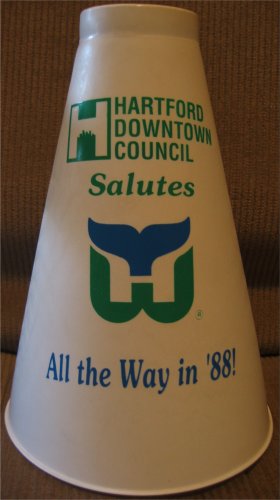 HARTFORD
DOWNTOWN
COUNCIL
Salutes
®
All the Way in '88!